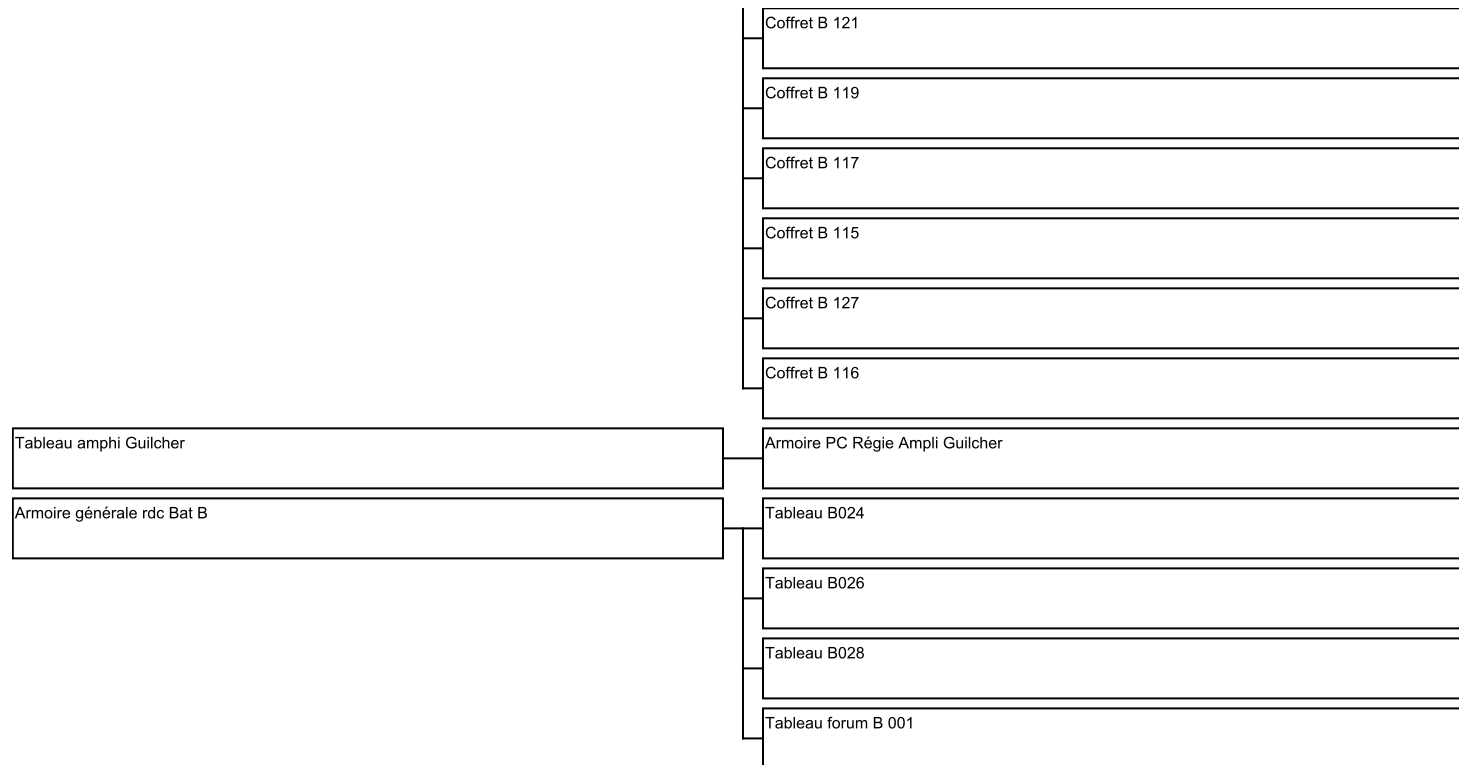 Coffret B 121
Coffret B 119
Coffret B 117
Coffret B 115
Coffret B 127
Coffret B 116
Tableau amphi Guilcher
Armoire PC Régie Ampli Guilcher
Armoire générale rdc Bat B
Tableau B024
Tableau B026
Tableau B028
Tableau forum B 001